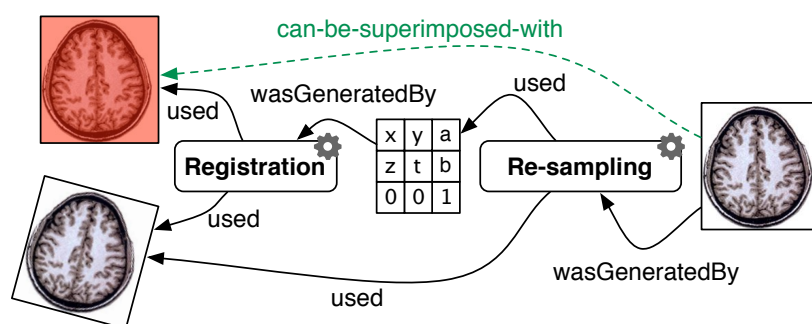 can-be-superimposed-with
used
wasGeneratedBy
used
x y a
z t b
0 0 1
Registration
Re-sampling
used
used
wasGeneratedBy